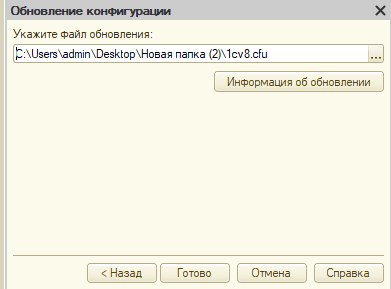 Обновление конфигурации
Укажите файл обновления:
C:\Users\admin\Desktop\Новая папка (2)\1cv8.cfu
...
Информация об обновлении
< Назад Готово Отмена Справка